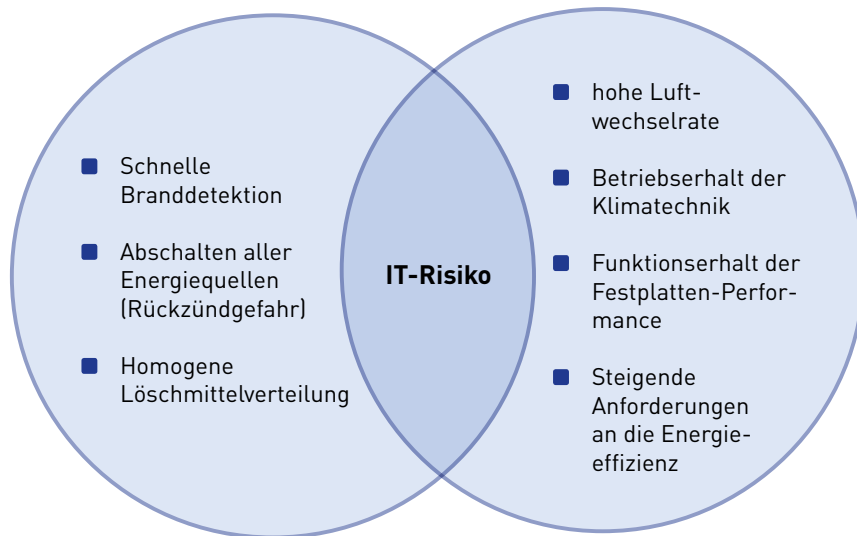 Schnelle
Branddetektion
Abschalten aller
Energiequellen
(Rückzündgefahr)
Homogene
Löschmittelverteilung
IT-Risiko
hohe Luft-
wechselrate
Betriebserhalt der
Klimatechnik
Funktionserhalt der
Festplatten-Perfor-
mance
Steigende
Anforderungen
an die Energie-
effizienz